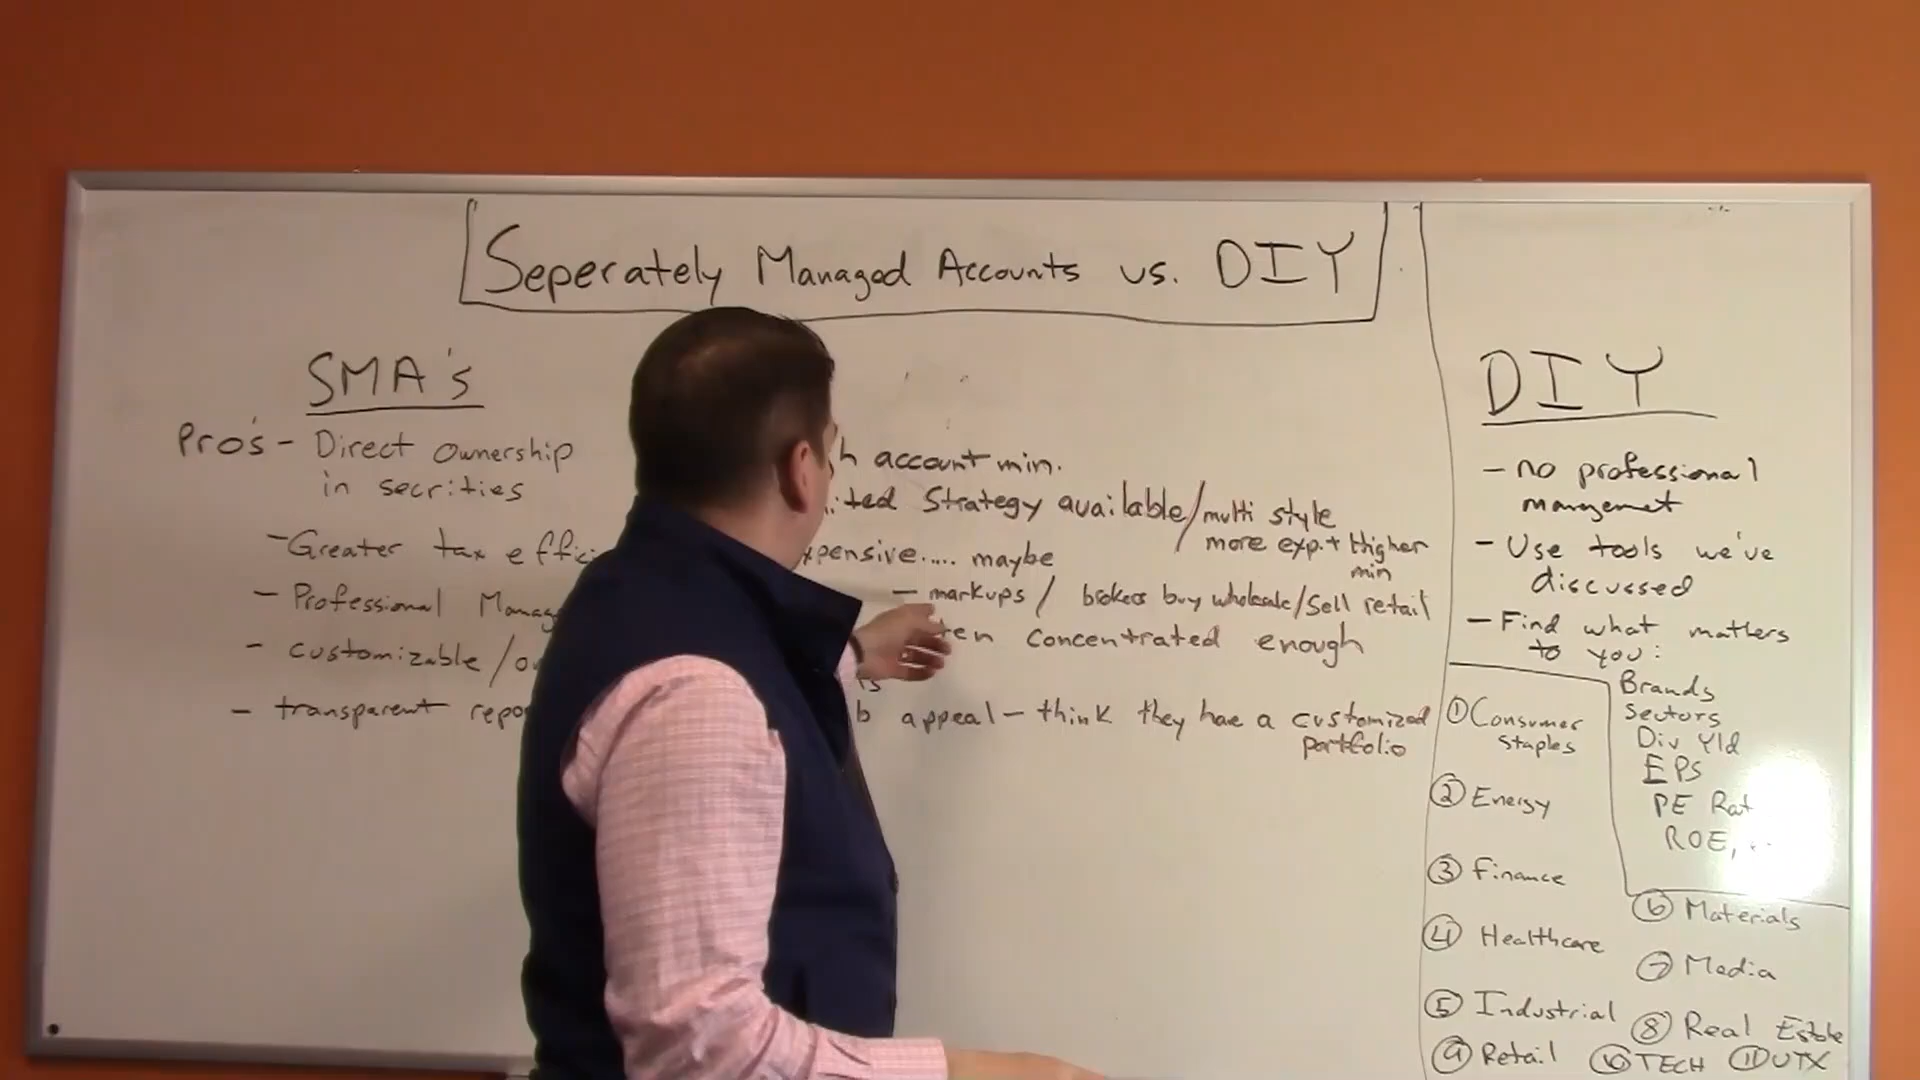 Seperately Managed Accounts vs. DIY
SMA's
Pro's - Direct ownership
in secrities
- Greater tax effici
- Professional Manag
- customizable /
- transparent repo
h account min.
ited Strategy available/multi style
more exp. + Higher
min
xpensive..... maybe
- markups / brokers buy wholesale/sell retail
ten concentrated enough
ts
b appeal - think they have a customized
portfolio
DIY
- no professional
management
- Use tools we've
discussed
- Find what matters
to you:
Brands
Sectors
Div Yld
EPS
PE Rat
ROE, ..
① Consumer
staples
② Energy
③ Finance
④ Healthcare
⑤ Industrial
⑥ Materials
⑦ Media
⑧ Real Estate
⑨ Retail ⑩ TECH ⑪ UTX